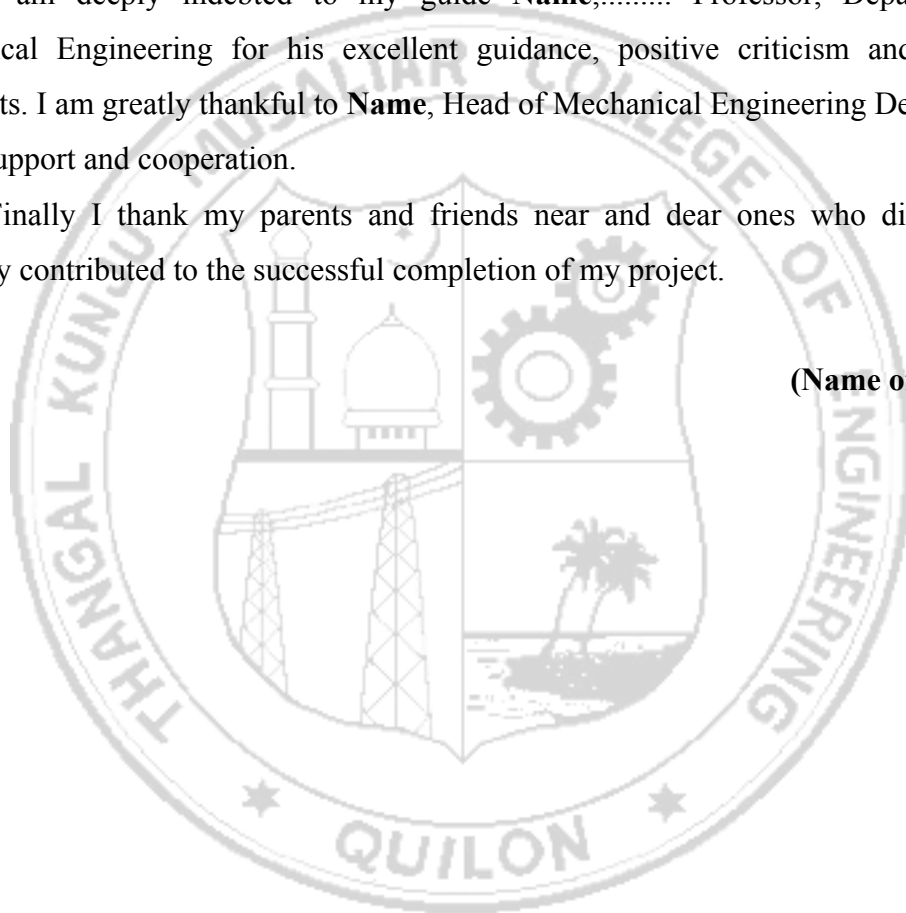 am deeply indebted to my guide Name,......... Professor, Depa
ical Engineering for his excellent guidance, positive criticism and
ts. I am greatly thankful to Name, Head of Mechanical Engineering De
upport and cooperation.
Finally I thank my parents and friends near and dear ones who di
y contributed to the successful completion of my project.
(Name o
THANGAL KUNJU MUSALIAR COLLEGE OF ENGINEERING
QUILON